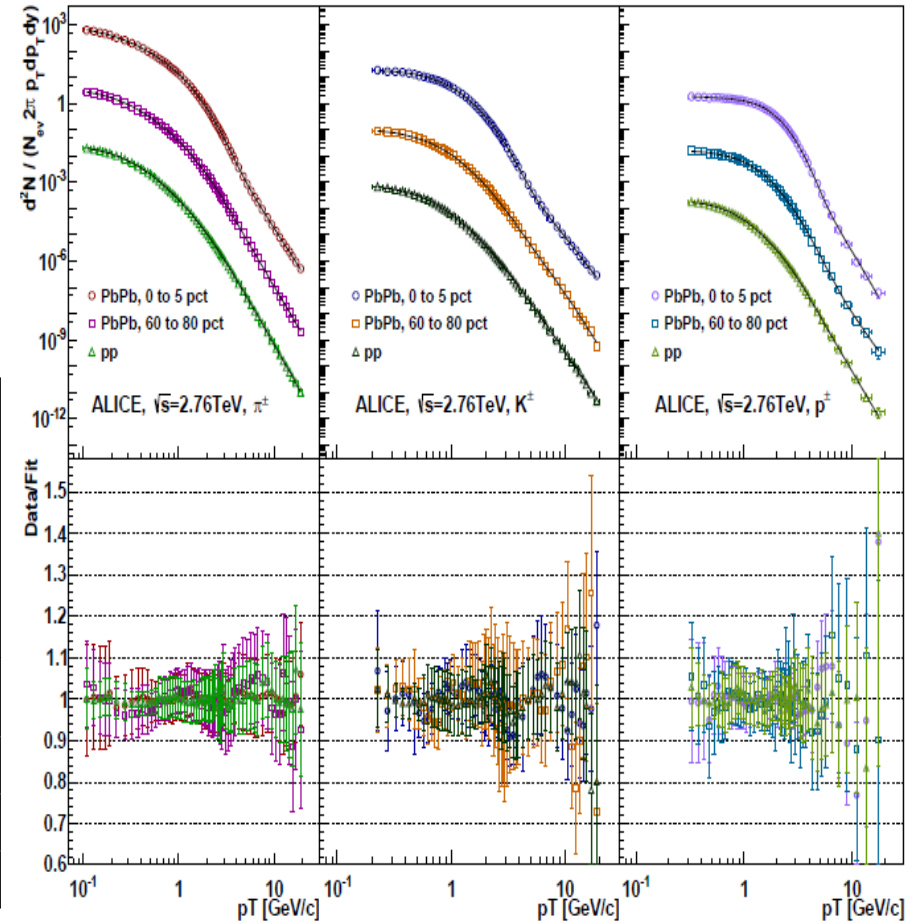 d²N / (N_ev 2π p_T dp_T dy)
10³
1
10⁻³
10⁻⁶
10⁻⁹
10⁻¹²
PbPb, 0 to 5 pct
PbPb, 60 to 80 pct
pp
ALICE, √s=2.76TeV, π±
PbPb, 0 to 5 pct
PbPb, 60 to 80 pct
pp
ALICE, √s=2.76TeV, K±
PbPb, 0 to 5 pct
PbPb, 60 to 80 pct
pp
ALICE, √s=2.76TeV, p±
Data/Fit
1.5
1.4
1.3
1.2
1.1
1
0.9
0.8
0.7
0.6
10⁻¹ 1 10
pT [GeV/c]
10⁻¹ 1 10
pT [GeV/c]
10⁻¹ 1 10
pT [GeV/c]